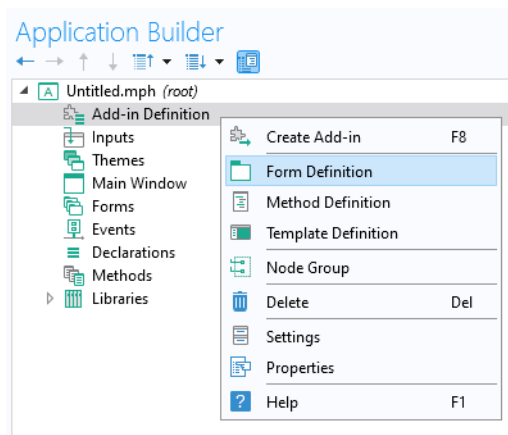 Application Builder
Untitled.mph (root)
Add-in Definition
Inputs
Themes
Main Window
Forms
Events
Declarations
Methods
Libraries
Create Add-in F8
Form Definition
Method Definition
Template Definition
Node Group
Delete Del
Settings
Properties
Help F1